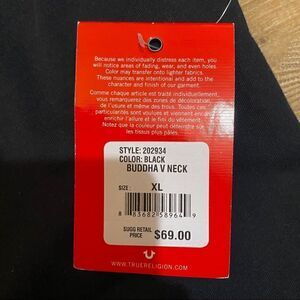 Because we individually distress each item, you
will notice areas of fading, wear, and even holes.
Color may transfer onto lighter fabrics.
These nuances are intentional and add to the
character and finish of our garment.
Comme chaque article est traité individuellement,
vous remarquerez des zones de décoloration,
de l'usure et même des trous. Toutes ces
particularités sont voulues et viennent en
enrichir l'allure et le fini du vêtement.
Notez que la couleur peut déteindre sur
les tissus plus pâles.
STYLE: 202934
COLOR: BLACK
BUDDHA V NECK
SIZE: XL
8 83682 58964 9
SUGG RETAIL
PRICE $69.00
WWW.TRUERELIGION.COM